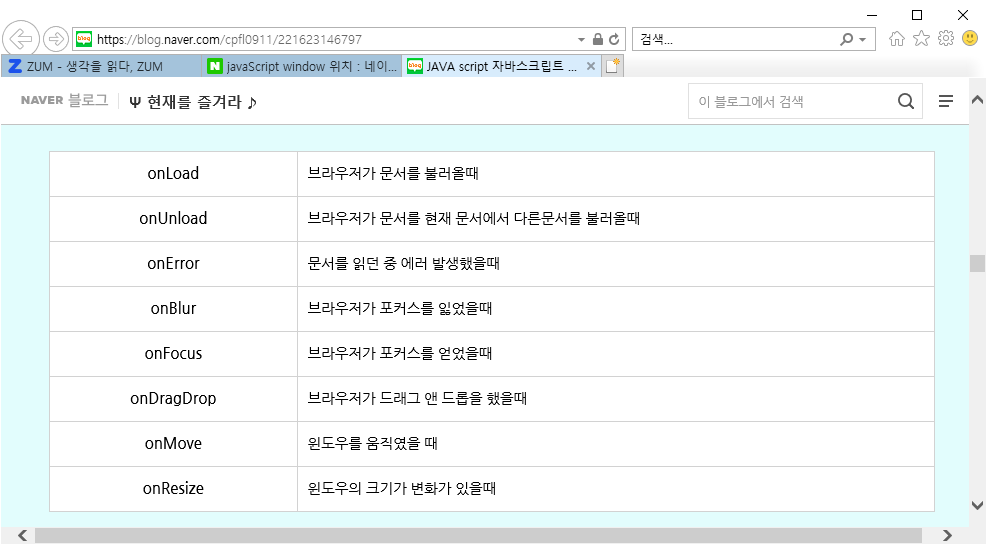 https://blog.naver.com/cpfl0911/221623146797
검색...
ZUM - 생각을 읽다, ZUM
javaScript window 위치 : 네이...
JAVA script 자바스크립트 ...
NAVER 블로그
Ψ 현재를 즐겨라 ♪
이 블로그에서 검색
onLoad 브라우저가 문서를 불러올때
onUnload 브라우저가 문서를 현재 문서에서 다른문서를 불러올때
onError 문서를 읽던 중 에러 발생했을때
onBlur 브라우저가 포커스를 잃었을때
onFocus 브라우저가 포커스를 얻었을때
onDragDrop 브라우저가 드래그 앤 드롭을 했을때
onMove 윈도우를 움직였을 때
onResize 윈도우의 크기가 변화가 있을때